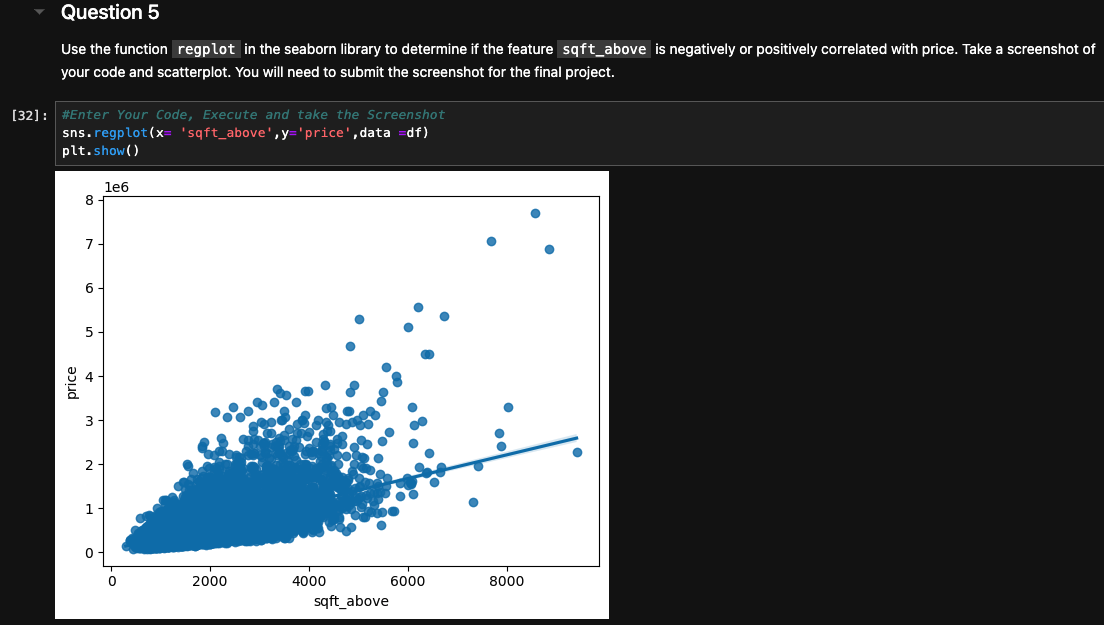 Question 5
Use the function regplot in the seaborn library to determine if the feature sqft_above is negatively or positively correlated with price. Take a screenshot of
your code and scatterplot. You will need to submit the screenshot for the final project.
[32]: #Enter Your Code, Execute and take the Screenshot
sns.regplot(x= 'sqft_above',y='price',data =df)
plt.show()
1e6
8
7
6
5
4
3
2
1
0
price
0 2000 4000 6000 8000
sqft_above